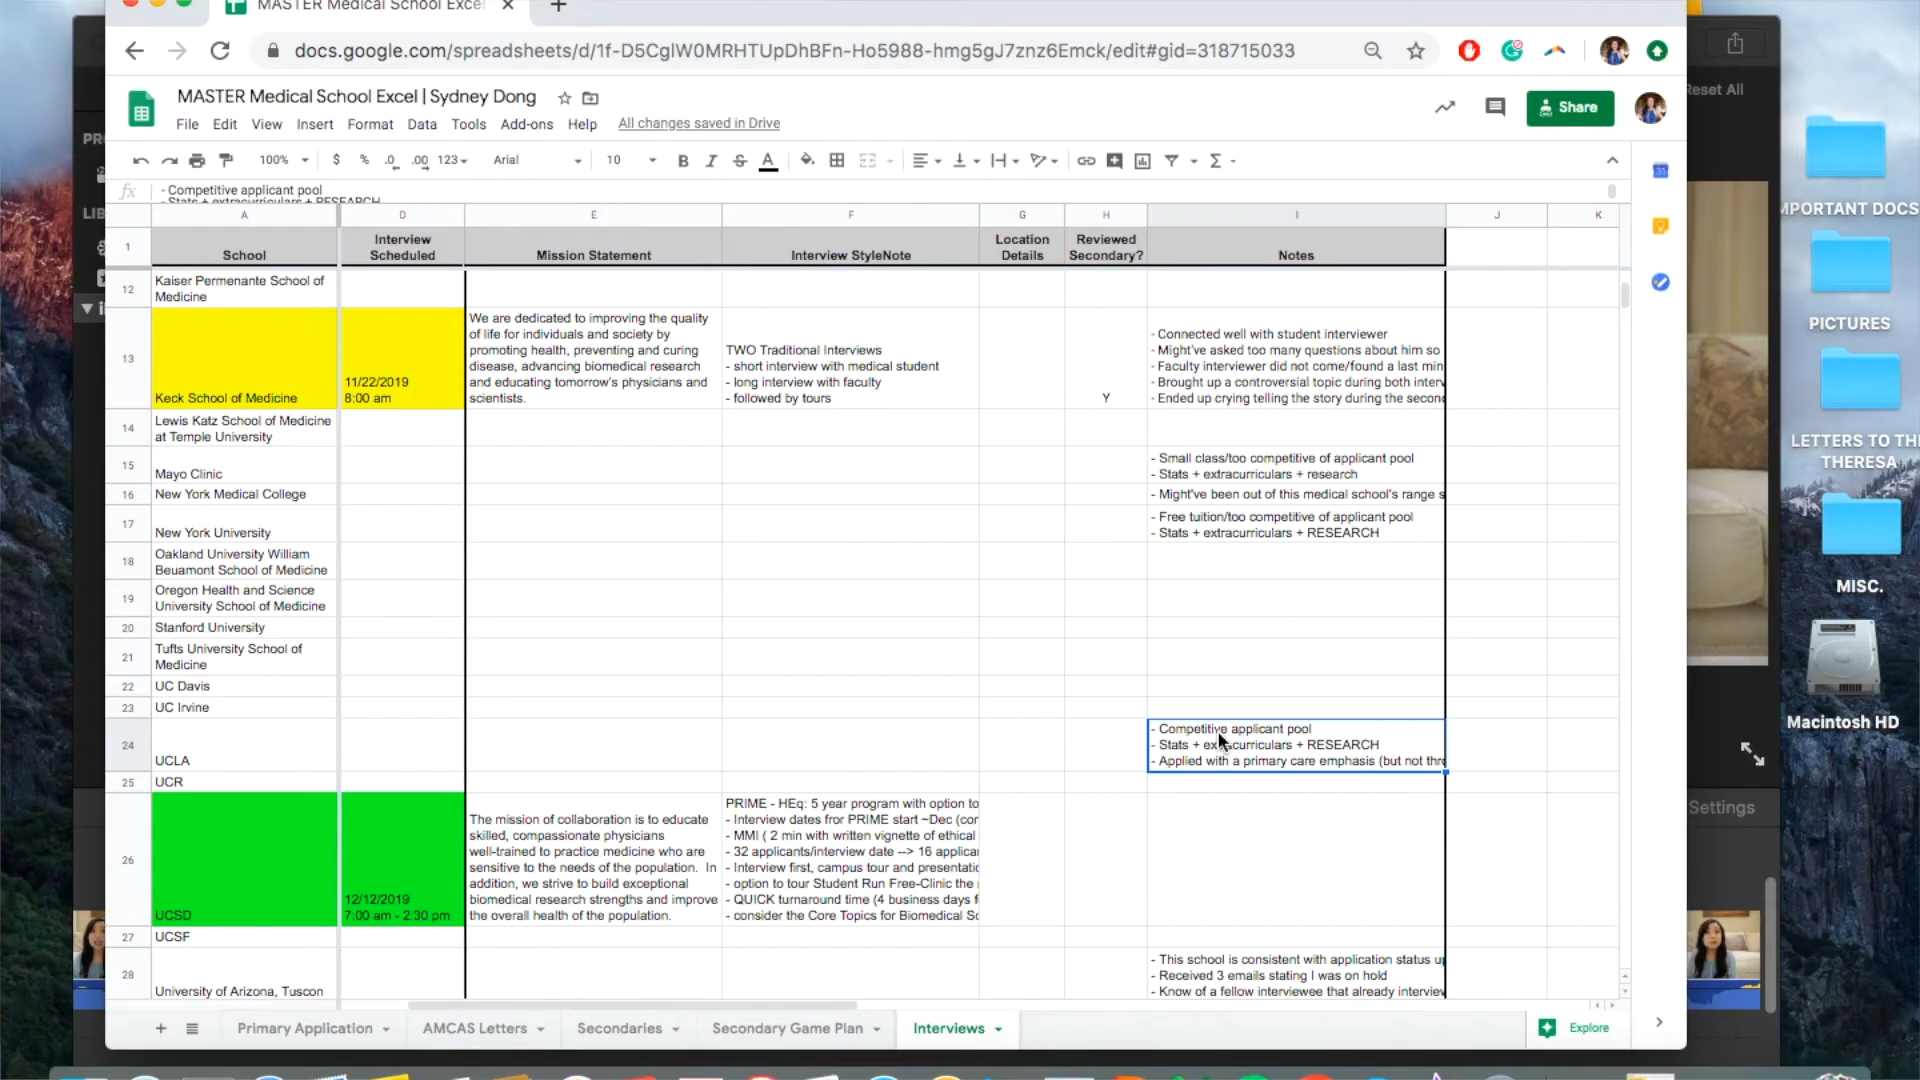 MASTER Medical School Excel
docs.google.com/spreadsheets/d/1f-D5CglW0MRHTUpDhBFn-Ho5988-hmg5gJ7znz6Emck/edit#gid=318715033
MASTER Medical School Excel | Sydney Dong
Share
Reset All
File Edit View Insert Format Data Tools Add-ons Help All changes saved in Drive
100% $ % .0 .00 123 Arial 10 B I S A
fx - Competitive applicant pool
- Stats + extracurriculars + RESEARCH
A D E F G H I J K
1 School Interview Scheduled Mission Statement Interview StyleNote Location Details Reviewed Secondary? Notes
12 Kaiser Permanente School of
Medicine
13 Keck School of Medicine
11/22/2019
8:00 am
We are dedicated to improving the quality
of life for individuals and society by
promoting health, preventing and curing
disease, advancing biomedical research
and educating tomorrow's physicians and
scientists.
TWO Traditional Interviews
- short interview with medical student
- long interview with faculty
- followed by tours
Y
- Connected well with student interviewer
- Might've asked too many questions about him so
- Faculty interviewer did not come/found a last min
- Brought up a controversial topic during both interv
- Ended up crying telling the story during the secon
14 Lewis Katz School of Medicine
at Temple University
15 Mayo Clinic
- Small class/too competitive of applicant pool
- Stats + extracurriculars + research
16 New York Medical College
- Might've been out of this medical school's range s
17 New York University
- Free tuition/too competitive of applicant pool
- Stats + extracurriculars + RESEARCH
18 Oakland University William
Beuamont School of Medicine
19 Oregon Health and Science
University School of Medicine
20 Stanford University
21 Tufts University School of
Medicine
22 UC Davis
23 UC Irvine
24 UCLA
- Competitive applicant pool
- Stats + extracurriculars + RESEARCH
- Applied with a primary care emphasis (but not thr
25 UCR
26 UCSD
12/12/2019
7:00 am - 2:30 pm
The mission of collaboration is to educate
skilled, compassionate physicians
well-trained to practice medicine who are
sensitive to the needs of the population. In
addition, we strive to build exceptional
biomedical research strengths and improve
the overall health of the population.
PRIME - HEq: 5 year program with option to
- Interview dates fror PRIME start ~Dec (cor
- MMI ( 2 min with written vignette of ethical
- 32 applicants/interview date --> 16 applica
- Interview first, campus tour and presentatic
- option to tour Student Run Free-Clinic the
- QUICK turnaround time (4 business days f
- consider the Core Topics for Biomedical Sc
27 UCSF
28 University of Arizona, Tuscon
- This school is consistent with application status u
- Received 3 emails stating I was on hold
- Know of a fellow interviewee that already interview
Primary Application AMCAS Letters Secondaries Secondary Game Plan Interviews Explore
MPORTANT DOCS
PICTURES
LETTERS TO TH
THERESA
MISC.
Macintosh HD
Settings
PR
LIB
31